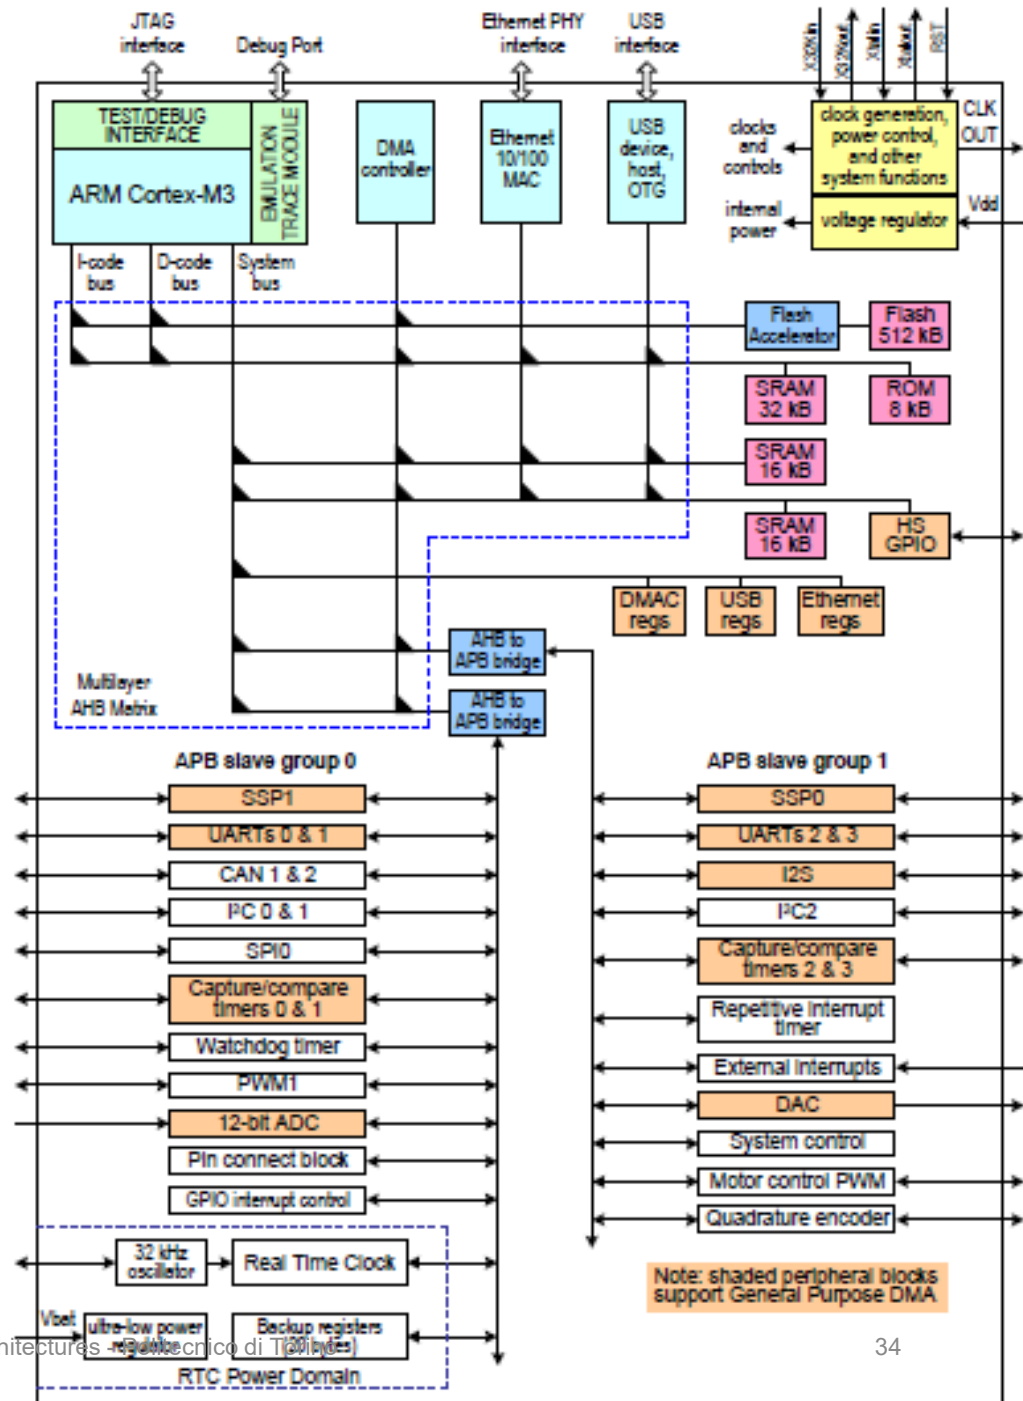 JTAG
interface
Debug Port
Ethernet PHY
interface
USB
interface
X32Kin
X32Kout
Xtalin
Xtalout
RST
TEST/DEBUG
INTERFACE
ARM Cortex-M3
EMULATION
TRACE MODULE
DMA
controller
Ethernet
10/100
MAC
USB
device,
host,
OTG
clocks
and
controls
clock generation,
power control,
and other
system functions
CLK
OUT
internal
power
voltage regulator
Vdd
I-code
bus
D-code
bus
System
bus
Flash
Accelerator
Flash
512 kB
SRAM
32 kB
ROM
8 kB
SRAM
16 kB
SRAM
16 kB
HS
GPIO
DMAC
regs
USB
regs
Ethernet
regs
AHB to
APB bridge
AHB to
APB bridge
Multilayer
AHB Matrix
APB slave group 0
SSP1
UARTs 0 & 1
CAN 1 & 2
I²C 0 & 1
SPI0
Capture/compare
timers 0 & 1
Watchdog timer
PWM1
12-bit ADC
Pin connect block
GPIO interrupt control
32 kHz
oscillator
Real Time Clock
Vbat
ultra-low power
regulator
Backup registers
(20 bytes)
RTC Power Domain
APB slave group 1
SSP0
UARTs 2 & 3
I2S
I²C2
Capture/compare
timers 2 & 3
Repetitive interrupt
timer
External interrupts
DAC
System control
Motor control PWM
Quadrature encoder
Note: shaded peripheral blocks
support General Purpose DMA
hitectures - Politecnico di Torino
34